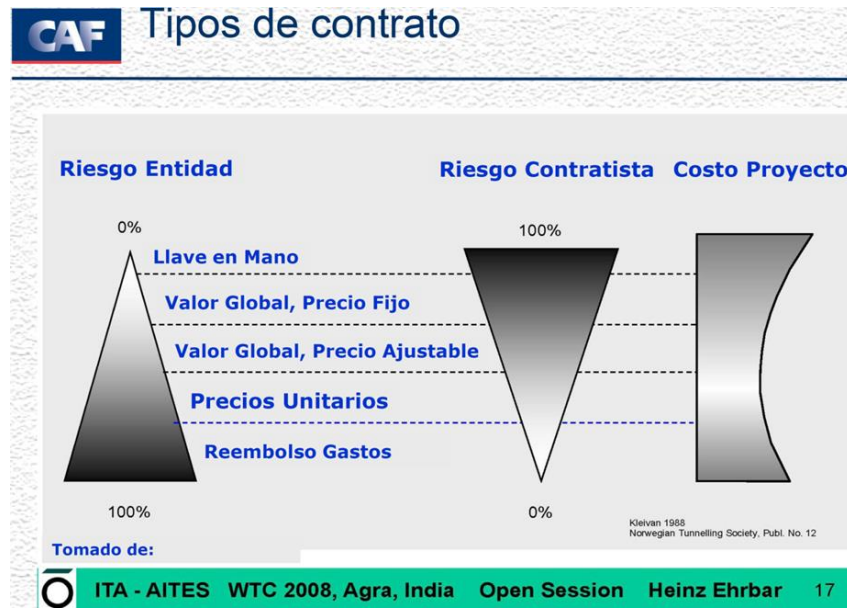 CAF
Tipos de contrato
Riesgo Entidad
Riesgo Contratista
Costo Proyecto
0%
100%
Llave en Mano
Valor Global, Precio Fijo
Valor Global, Precio Ajustable
Precios Unitarios
Reembolso Gastos
100%
0%
Kleivan 1988
Norwegian Tunnelling Society, Publ. No. 12
Tomado de:
ITA - AITES WTC 2008, Agra, India Open Session Heinz Ehrbar 17